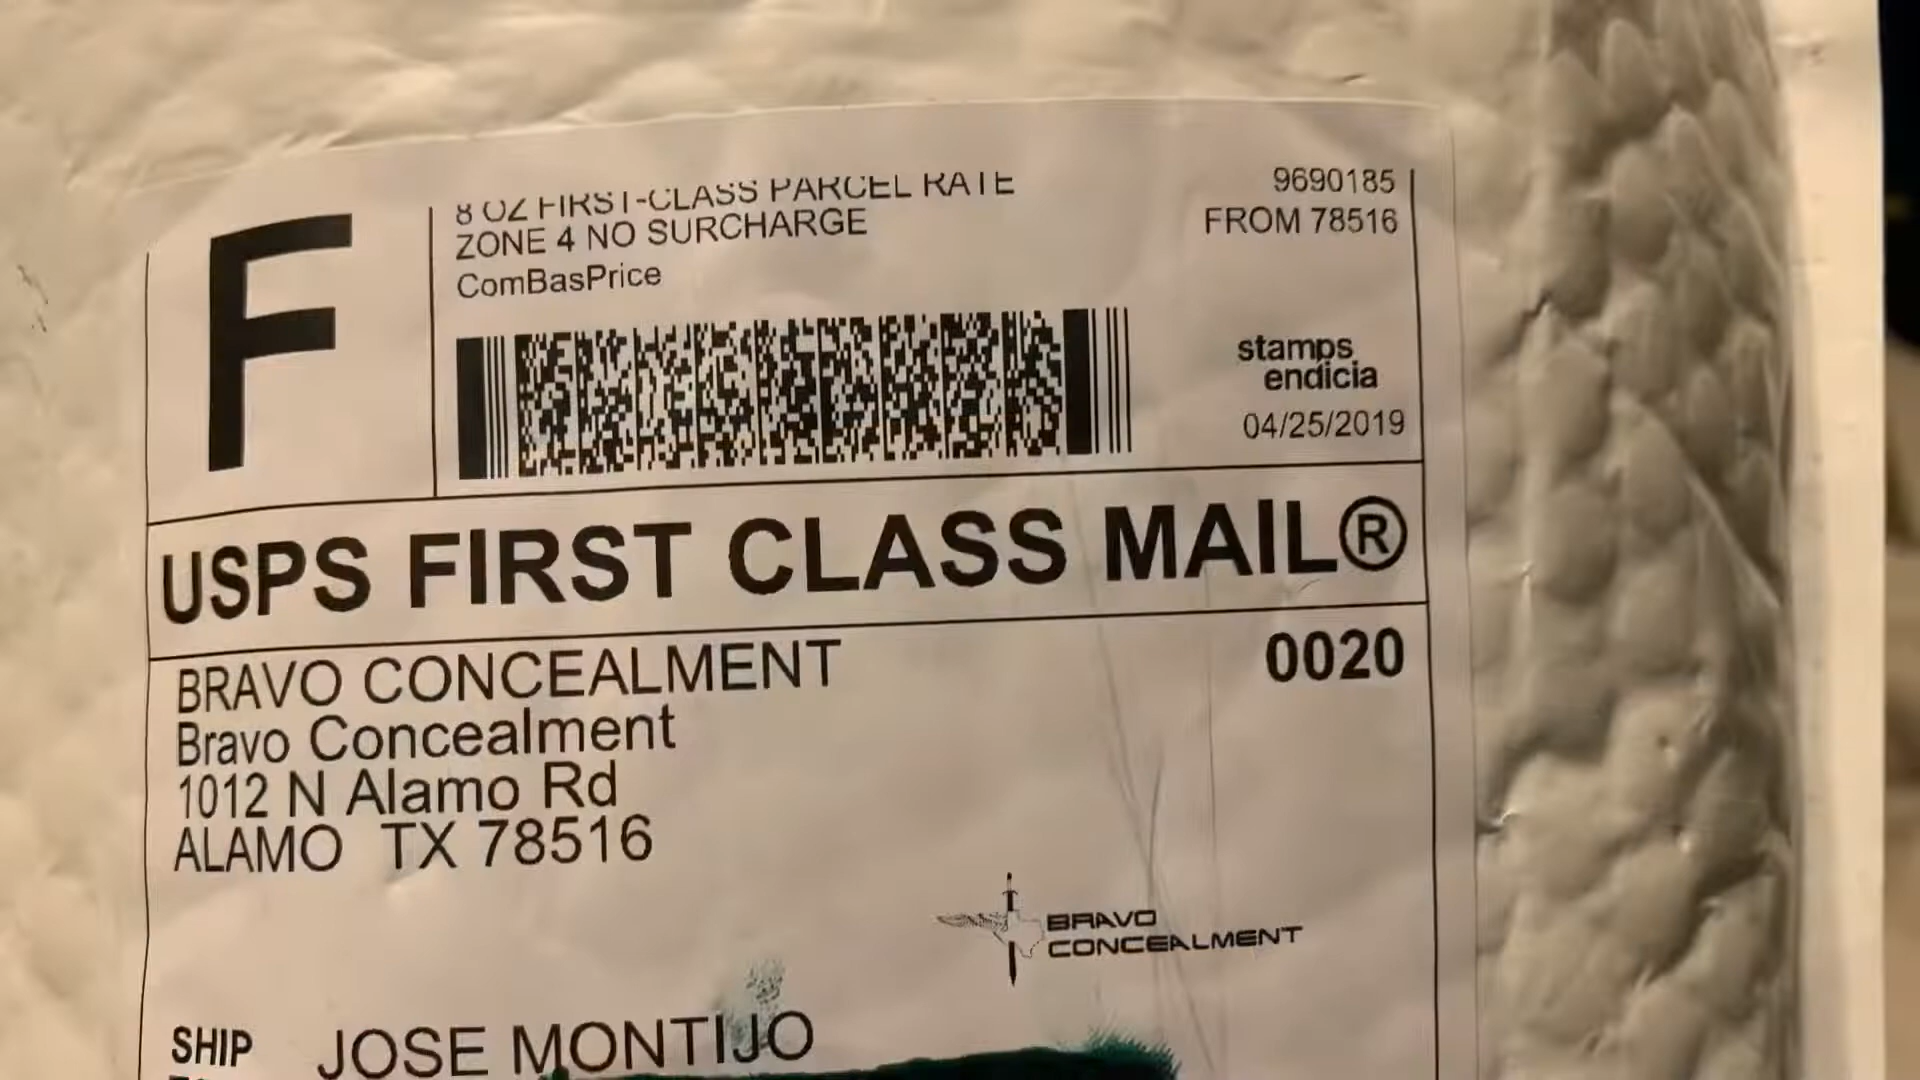 F
8 OZ FIRST-CLASS PARCEL RATE
ZONE 4 NO SURCHARGE
ComBasPrice
9690185
FROM 78516
stamps
endicia
04/25/2019
USPS FIRST CLASS MAIL®
BRAVO CONCEALMENT
0020
Bravo Concealment
1012 N Alamo Rd
ALAMO TX 78516
BRAVO
CONCEALMENT
SHIP JOSE MONTIJO